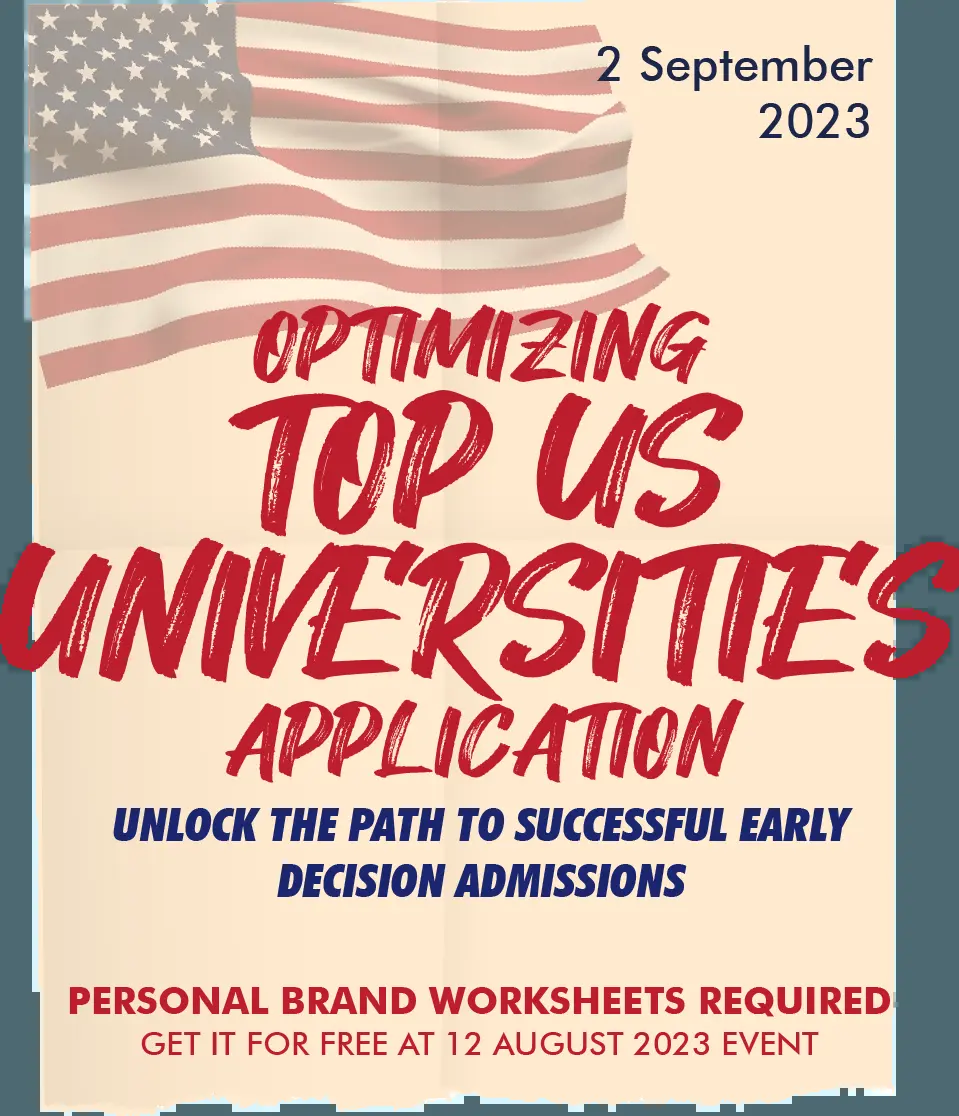 2 September
2023
OPTIMIZING
TOP US
UNIVERSITIES
APPLICATION
UNLOCK THE PATH TO SUCCESSFUL EARLY
DECISION ADMISSIONS
PERSONAL BRAND WORKSHEETS REQUIRED
GET IT FOR FREE AT 12 AUGUST 2023 EVENT